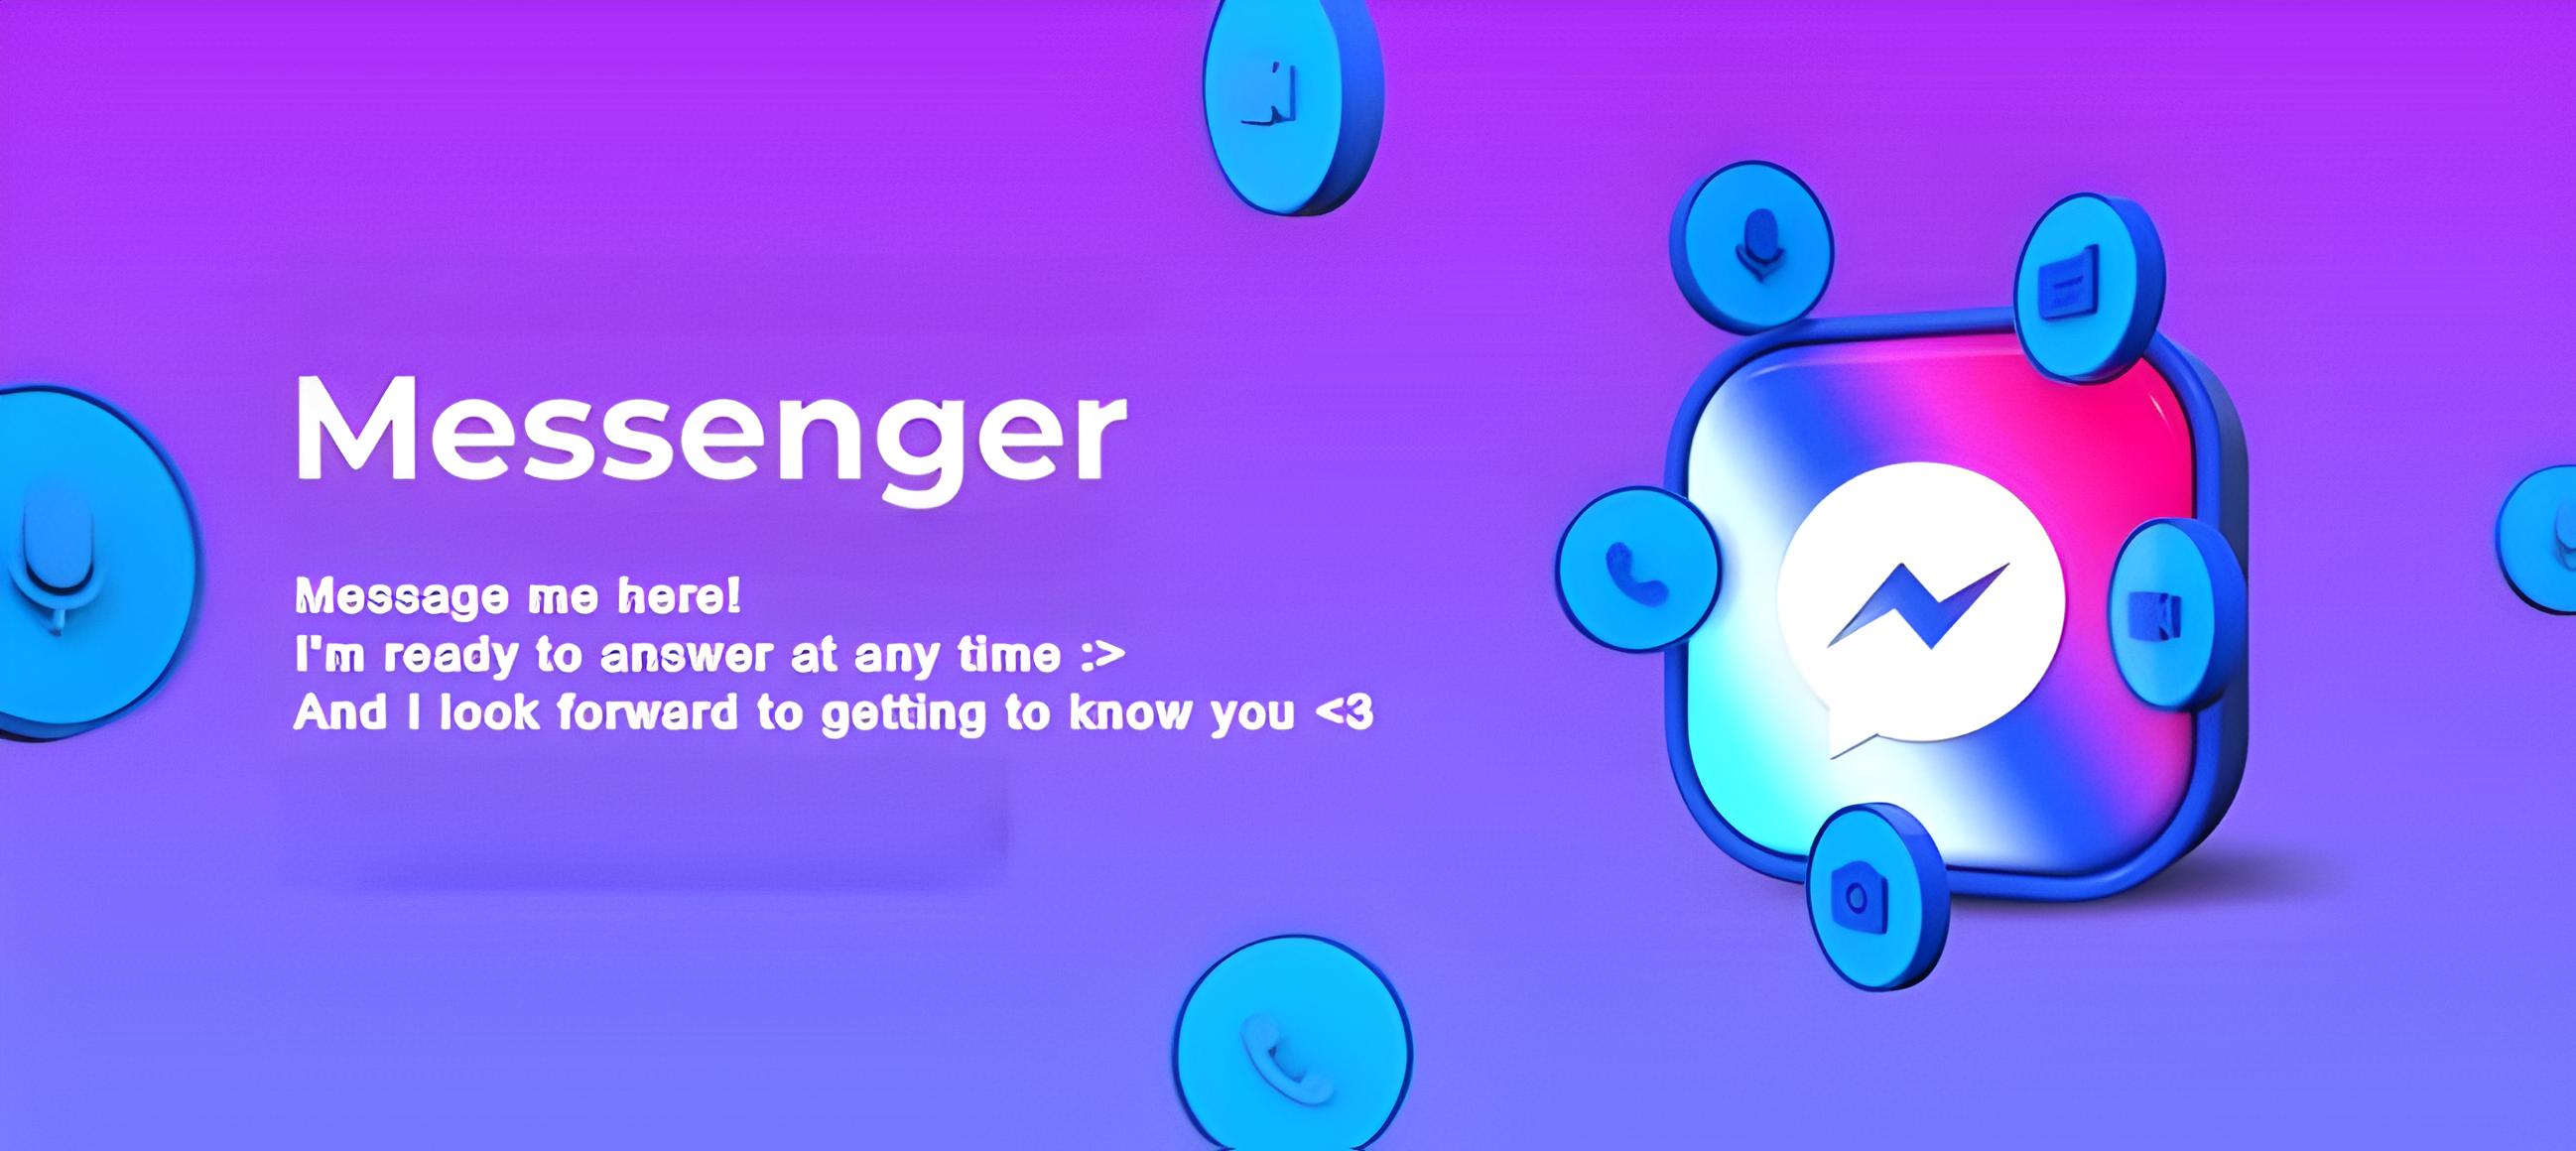 Messenger
Message me here!
I'm ready to answer at any time :>
And I look forward to getting to know you <3